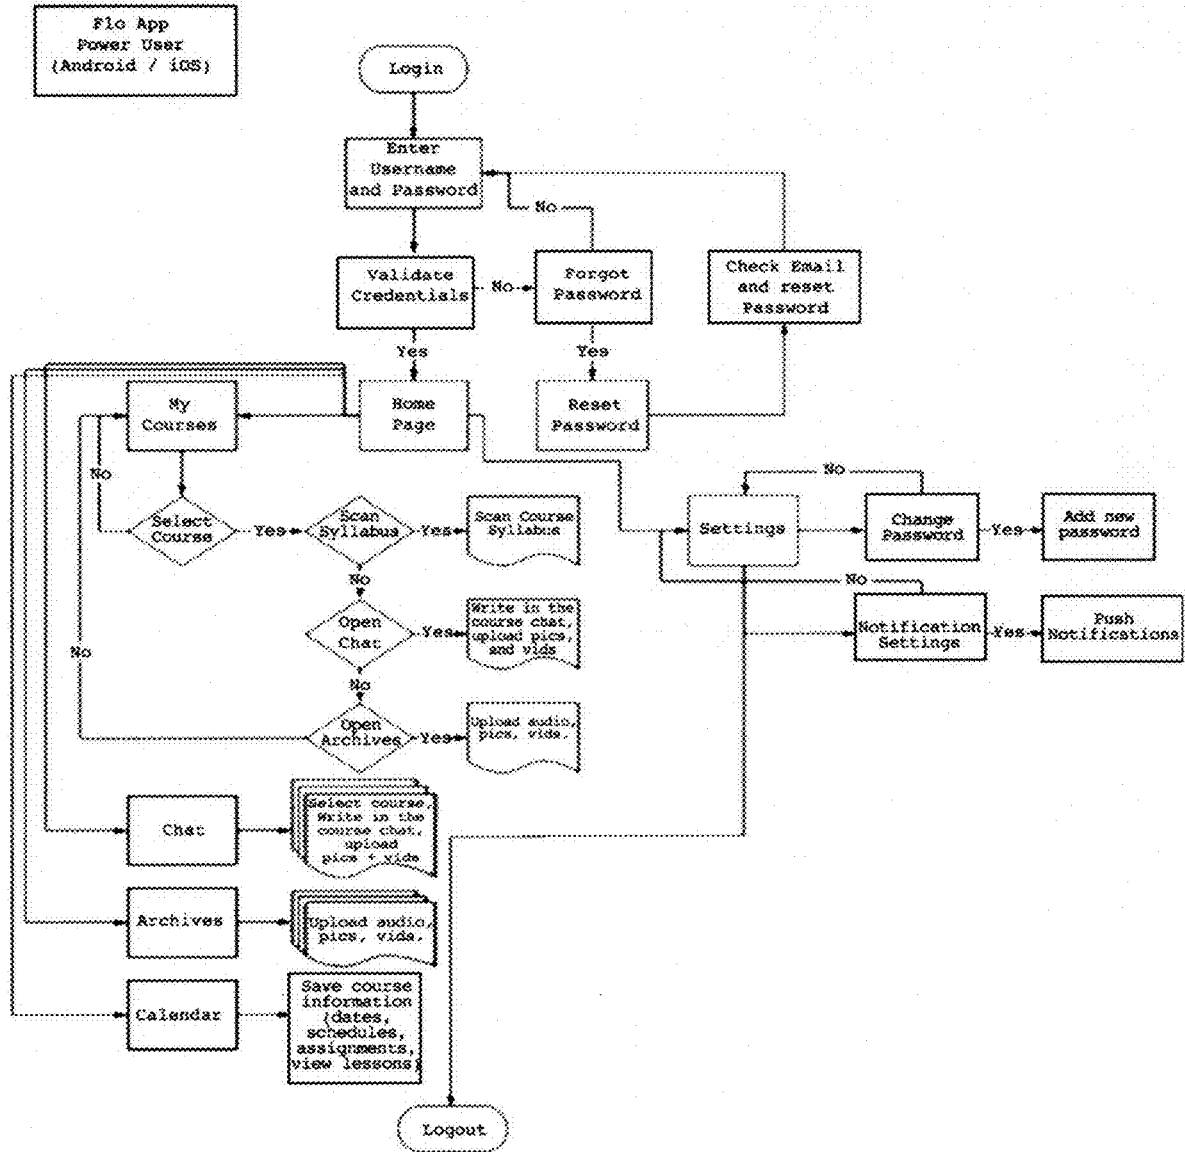 Flo App
Power User
(Android / iOS)
Login
Enter
Username
and Password
No
Validate
Credentials
No
Forgot
Password
Check Email
and reset
Password
Yes
Yes
My
Courses
Home
Page
Reset
Password
No
No
Select
Course
Yes
Scan
Syllabus
Yes
Scan Course
Syllabus
Settings
Change
Password
Yes
Add new
password
No
No
Open
Chat
Yes
Write in the
course chat,
upload pics,
and vids
Notification
Settings
Yes
Push
Notifications
No
No
Open
Archives
Yes
Upload audio,
pics, vids.
Chat
Select course,
Write in the
course chat,
upload
pics + vids
Archives
Upload audio,
pics, vids.
Calendar
Save course
information
(dates,
schedules,
assignments,
view lessons)
Logout